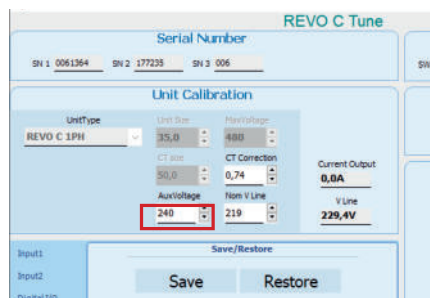 REVO C Tune
Serial Number
SN 1 0061364 SN 2 177235 SN 3 006
SW
Unit Calibration
UnitType Unit Size MaxVoltage
REVO C 1PH 35,0 480
CT Size CT Correction Current Output
50,0 0,74 0,0A
AuxVoltage Nom V Line V Line
240 219 229,4V
Input1 Save/Restore
Input2 Save Restore
Digital I/O